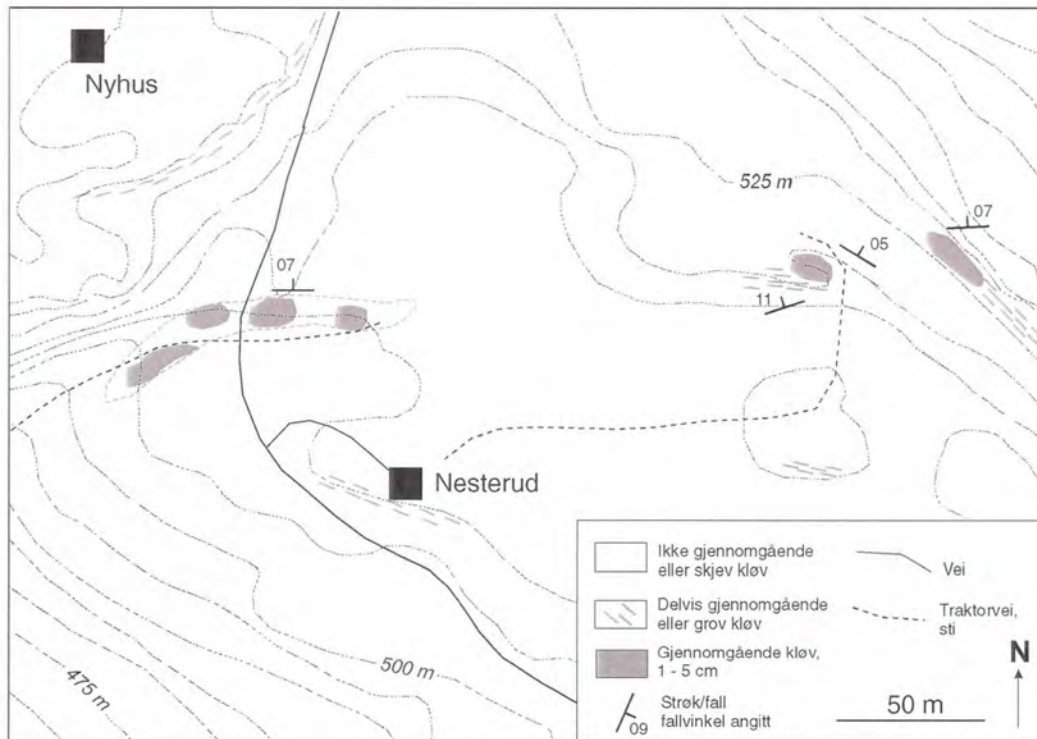 Nyhus
525 m
07
05
07
11
Nesterud
500 m
475 m
Ikke gjennomgående
eller skjev kløv
Delvis gjennomgående
eller grov kløv
Gjennomgående kløv,
1 - 5 cm
Strøk/fall
fallvinkel angitt
09
Vei
Traktorvei,
sti
N
50 m